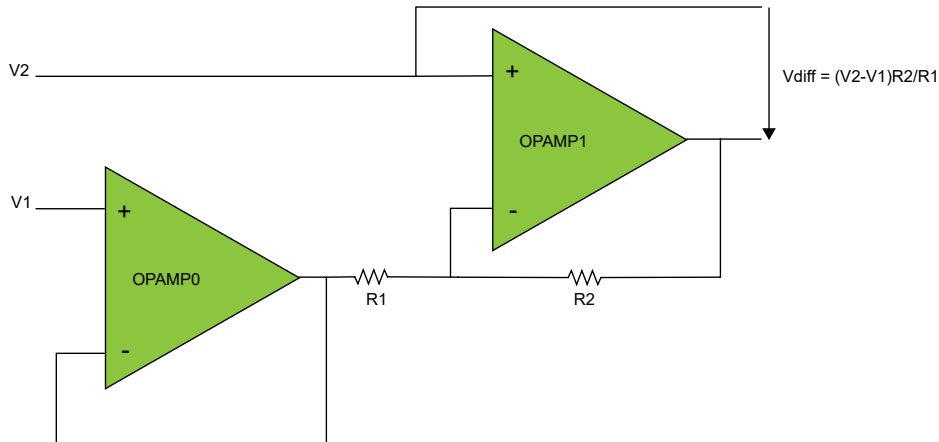 V2
+
OPAMP1
-
Vdiff = (V2-V1)R2/R1
V1
+
OPAMP0
-
R1
R2